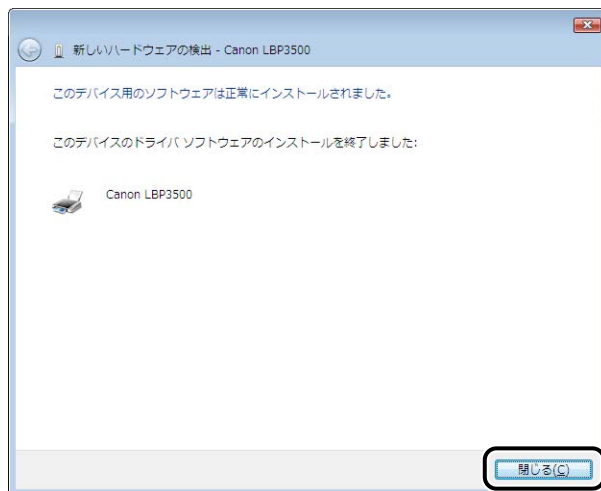 新しいハードウェアの検出 - Canon LBP3500
このデバイス用のソフトウェアは正常にインストールされました。
このデバイスのドライバ ソフトウェアのインストールを終了しました:
Canon LBP3500
閉じる(C)